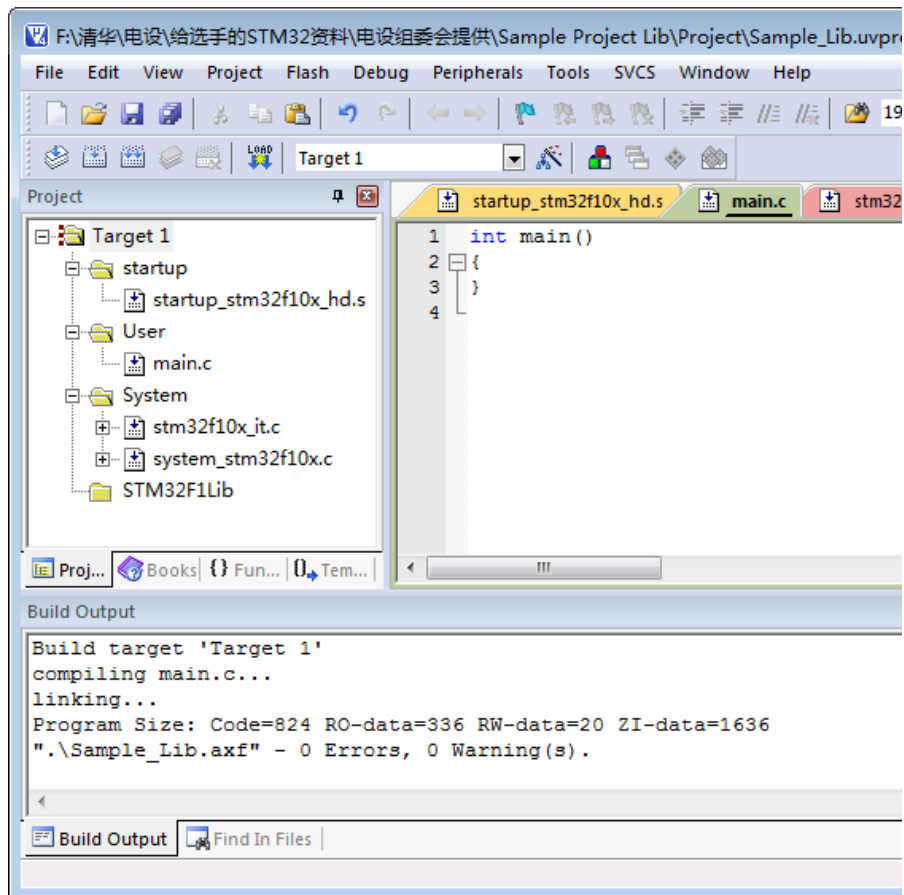 F:\清华\电设\给选手的STM32资料\电设组委会提供\Sample Project Lib\Project\Sample_Lib.uvpro
File Edit View Project Flash Debug Peripherals Tools SVCS Window Help
19
LOAD Target 1
Project
startup_stm32f10x_hd.s main.c stm32
Target 1
startup
startup_stm32f10x_hd.s
User
main.c
System
stm32f10x_it.c
system_stm32f10x.c
STM32F1Lib
1 int main()
2 {
3 }
4
Proj... Books {} Fun... Tem...
Build Output
Build target 'Target 1'
compiling main.c...
linking...
Program Size: Code=824 RO-data=336 RW-data=20 ZI-data=1636
".\Sample_Lib.axf" - 0 Errors, 0 Warning(s).
Build Output Find In Files